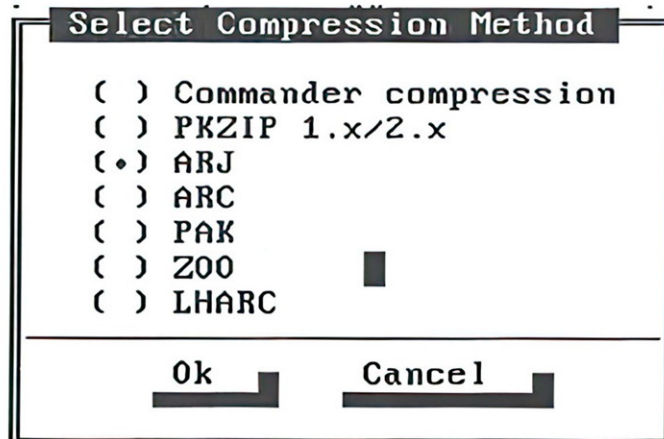 Select Compression Method
( ) Commander compression
( ) PKZIP 1.x/2.x
(•) ARJ
( ) ARC
( ) PAK
( ) ZOO
( ) LHARC
Ok Cancel